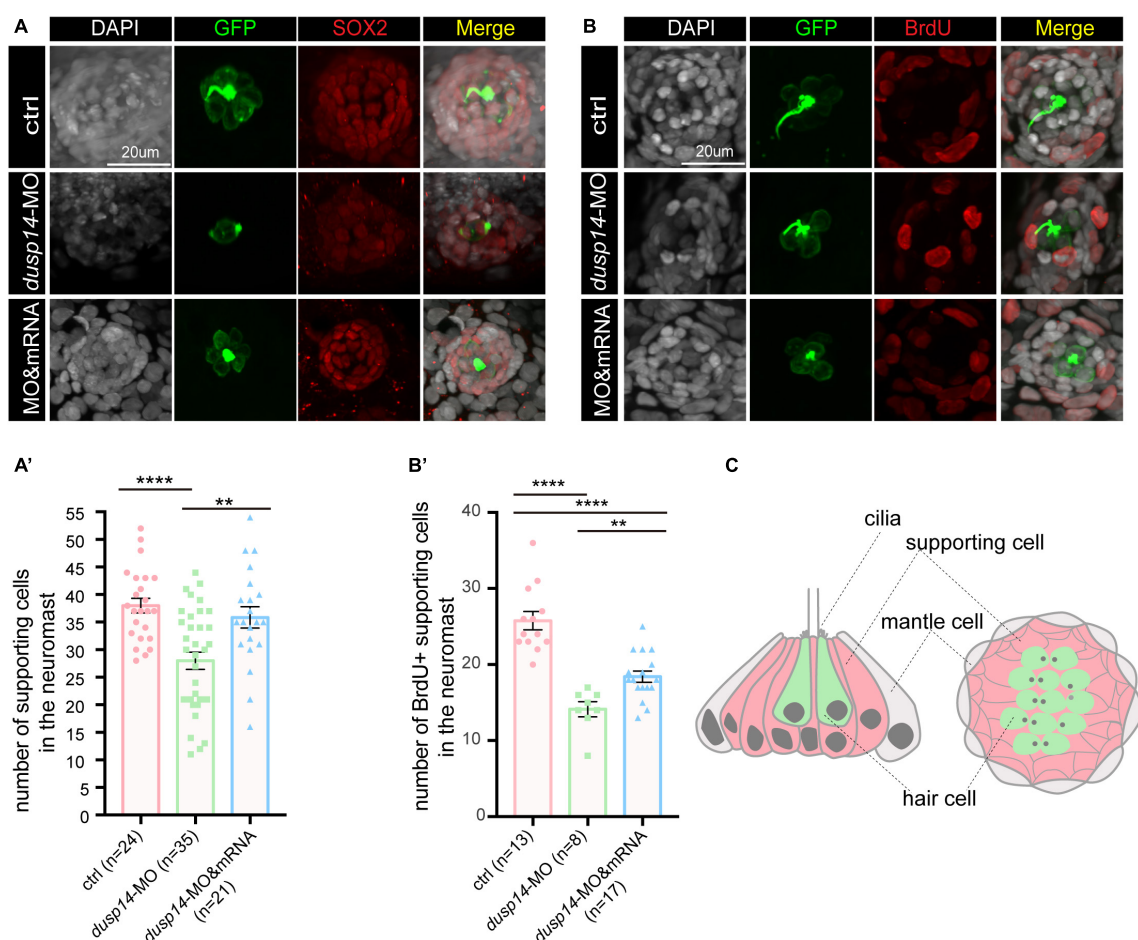 A
DAPI GFP SOX2 Merge
ctrl
20um
dusp14-MO
MO&mRNA
B
DAPI GFP BrdU Merge
ctrl
20um
dusp14-MO
MO&mRNA
A’
****
**
number of supporting cells
in the neuromast
55
50
45
40
35
30
25
20
15
10
5
0
ctrl (n=24)
dusp14-MO (n=35)
dusp14-MO&mRNA
(n=21)
B’
****
****
**
number of BrdU+ supporting cells
in the neuromast
40
30
20
10
0
ctrl (n=13)
dusp14-MO (n=8)
dusp14-MO&mRNA
(n=17)
C
cilia
supporting cell
mantle cell
hair cell